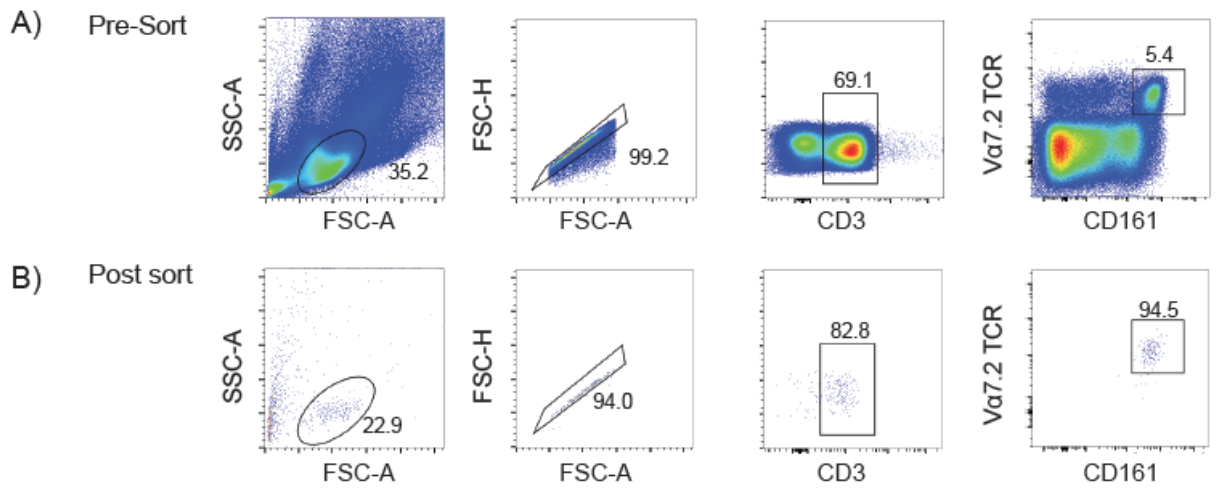 A) Pre-Sort
SSC-A
35.2
FSC-A
FSC-H
99.2
FSC-A
69.1
CD3
Vα7.2 TCR
5.4
CD161
B) Post sort
SSC-A
22.9
FSC-A
FSC-H
94.0
FSC-A
82.8
CD3
Vα7.2 TCR
94.5
CD161